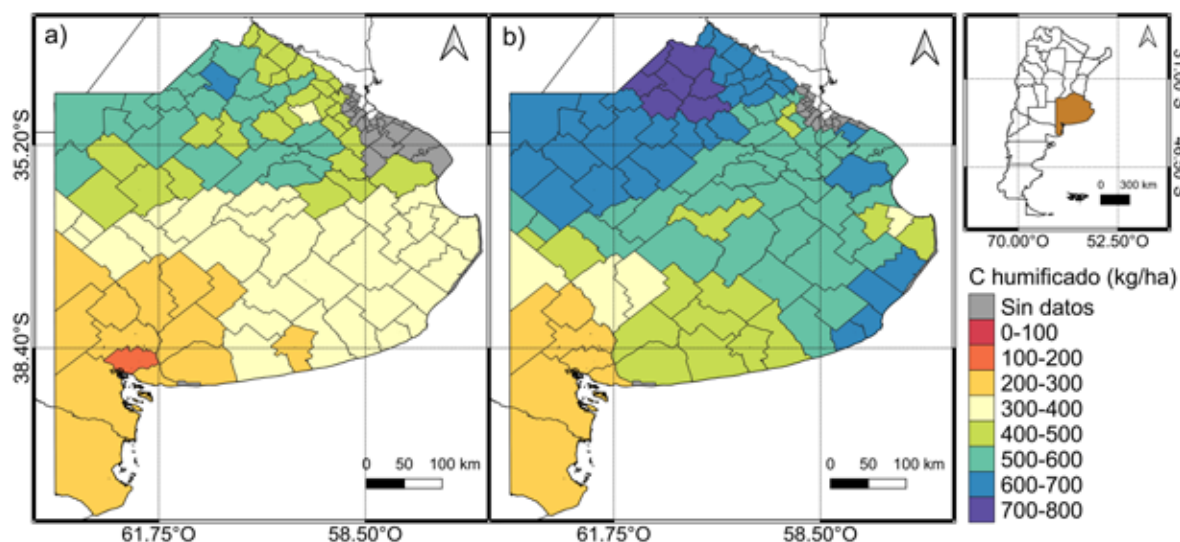 a)
b)
35.20°S
38.40°S
0 50 100 km
0 50 100 km
61.75°O 58.50°O
61.75°O 58.50°O
0 300 km
70.00°O 52.50°O
C humificado (kg/ha)
Sin datos
0-100
100-200
200-300
300-400
400-500
500-600
600-700
700-800